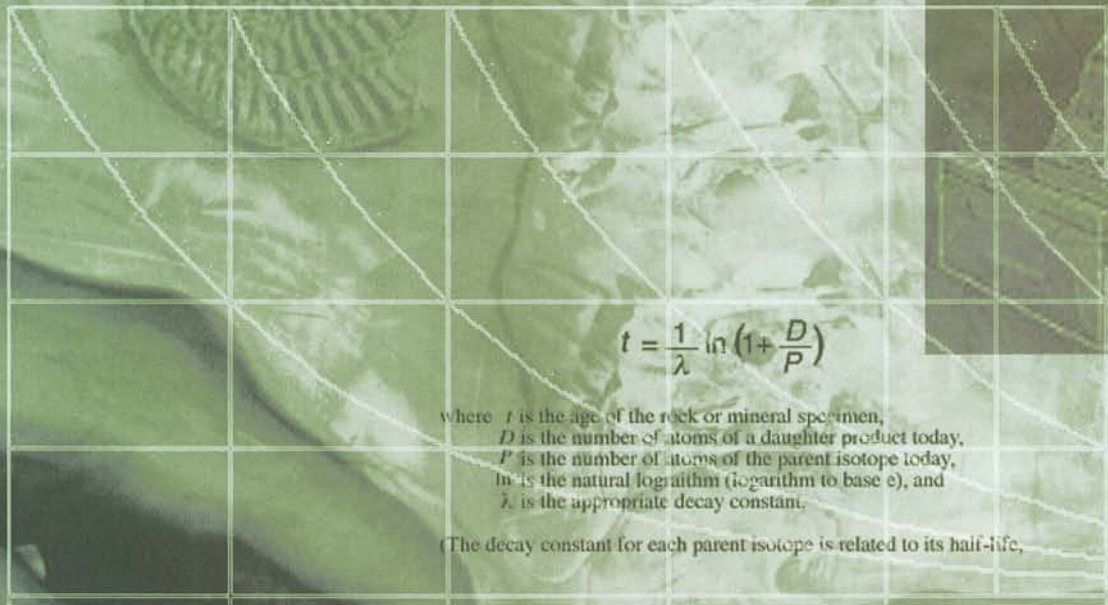 t = 1/λ ln (1 + D/P)
where t is the age of the rock or mineral specimen,
D is the number of atoms of a daughter product today,
P is the number of atoms of the parent isotope today,
ln is the natural lograithm (logarithm to base e), and
λ is the appropriate decay constant.
(The decay constant for each parent isotope is related to its half-life,